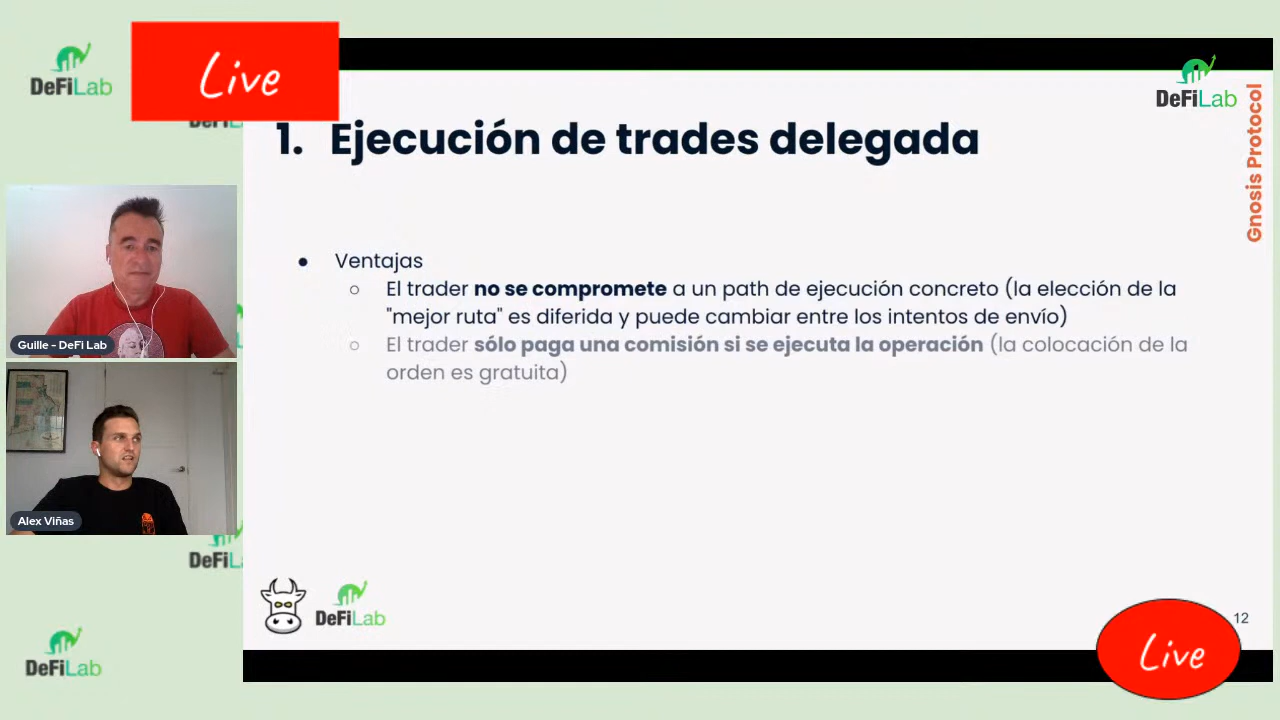 DeFiLab
Live
DeFiLab
Gnosis Protocol
1. Ejecución de trades delegada
Ventajas
El trader no se compromete a un path de ejecución concreto (la elección de la
"mejor ruta" es diferida y puede cambiar entre los intentos de envío)
El trader sólo paga una comisión si se ejecuta la operación (la colocación de la
orden es gratuita)
Guille - DeFi Lab
Alex Viñas
DeFiL
DeFiLab
DeFiLab
12
Live